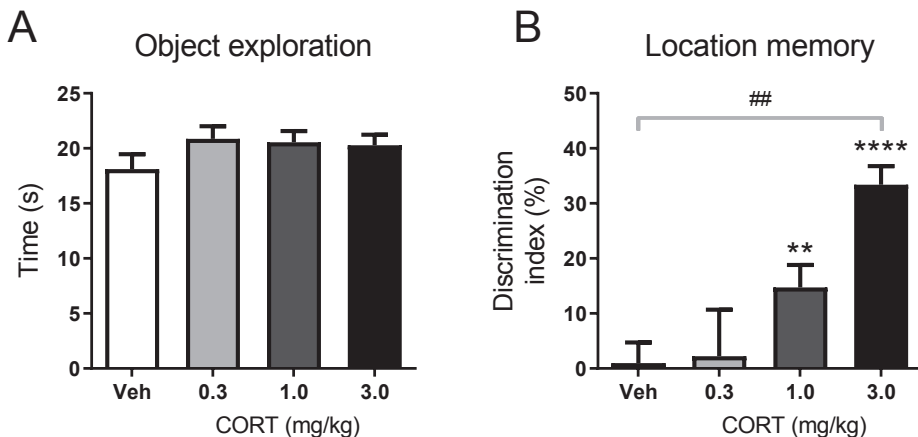 A
Object exploration
Time (s)
25
20
15
10
5
0
Veh
0.3
1.0
3.0
CORT (mg/kg)
B
Location memory
Discrimination
index (%)
50
40
30
20
10
0
##
**
****
Veh
0.3
1.0
3.0
CORT (mg/kg)